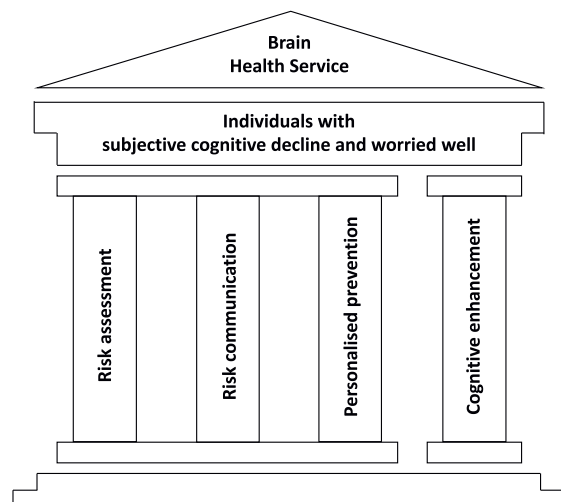 Brain
Health Service
Individuals with
subjective cognitive decline and worried well
Risk assessment
Risk communication
Personalised prevention
Cognitive enhancement